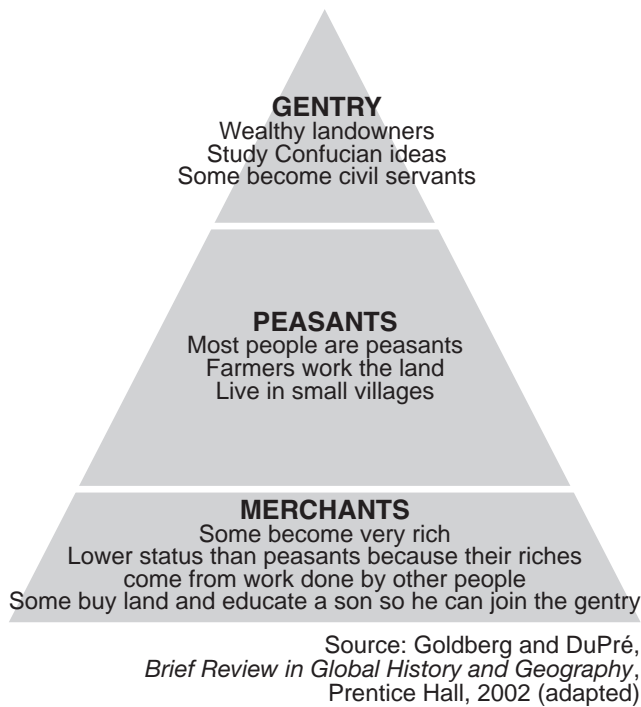 GENTRY
Wealthy landowners
Study Confucian ideas
Some become civil servants
PEASANTS
Most people are peasants
Farmers work the land
Live in small villages
MERCHANTS
Some become very rich
Lower status than peasants because their riches
come from work done by other people
Some buy land and educate a son so he can join the gentry
Source: Goldberg and DuPré,
Brief Review in Global History and Geography,
Prentice Hall, 2002 (adapted)